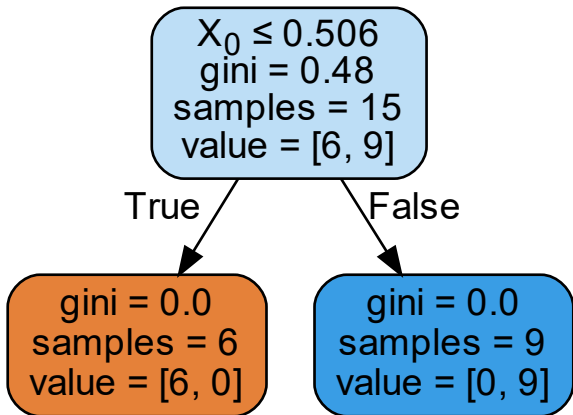 X₀ ≤ 0.506
gini = 0.48
samples = 15
value = [6, 9]
True
False
gini = 0.0
samples = 6
value = [6, 0]
gini = 0.0
samples = 9
value = [0, 9]